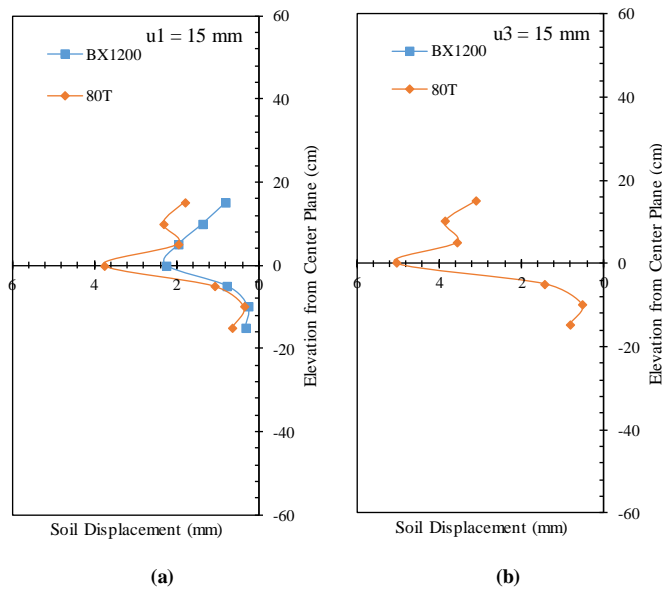 u1 = 15 mm
BX1200
80T
60
40
20
0
-20
-40
-60
6
4
2
0
Elevation from Center Plane (cm)
Soil Displacement (mm)
(a)
u3 = 15 mm
BX1200
80T
60
40
20
0
-20
-40
-60
6
4
2
0
Elevation from Center Plane (cm)
Soil Displacement (mm)
(b)